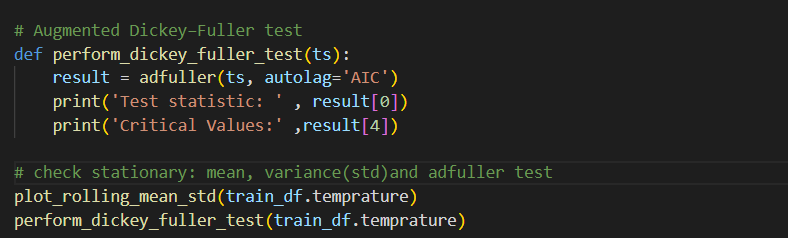 # Augmented Dickey–Fuller test
def perform_dickey_fuller_test(ts):
    result = adfuller(ts, autolag='AIC')
    print('Test statistic: ' , result[0])
    print('Critical Values:' ,result[4])
# check stationary: mean, variance(std)and adfuller test
plot_rolling_mean_std(train_df.temprature)
perform_dickey_fuller_test(train_df.temprature)